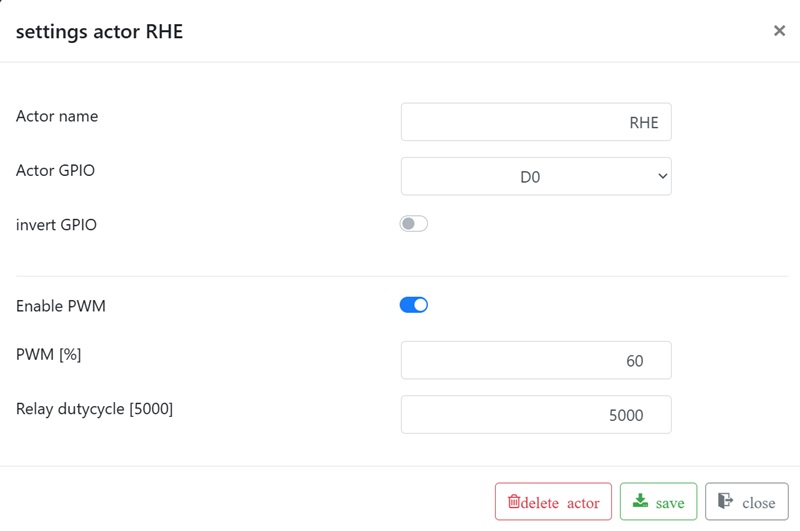 settings actor RHE ×
Actor name RHE
Actor GPIO D0
invert GPIO
Enable PWM
PWM [%] 60
Relay dutycycle [5000] 5000
delete actor save close